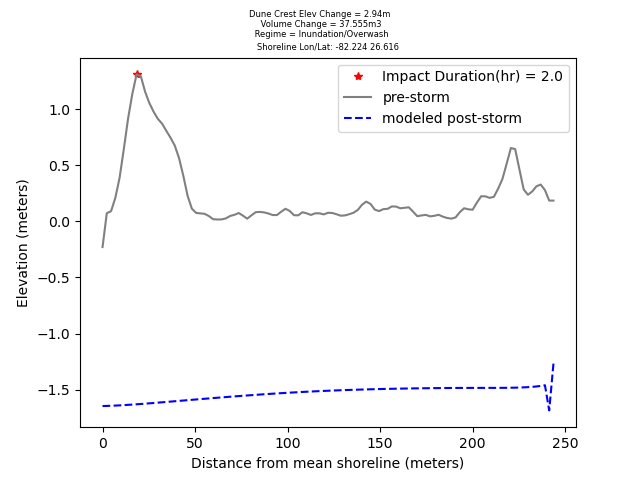 Dune Crest Elev Change = 2.94m
Volume Change = 37.555m3
Regime = Inundation/Overwash
Shoreline Lon/Lat: -82.224 26.616
Impact Duration(hr) = 2.0
pre-storm
modeled post-storm
Elevation (meters)
1.0
0.5
0.0
−0.5
−1.0
−1.5
0 50 100 150 200 250
Distance from mean shoreline (meters)